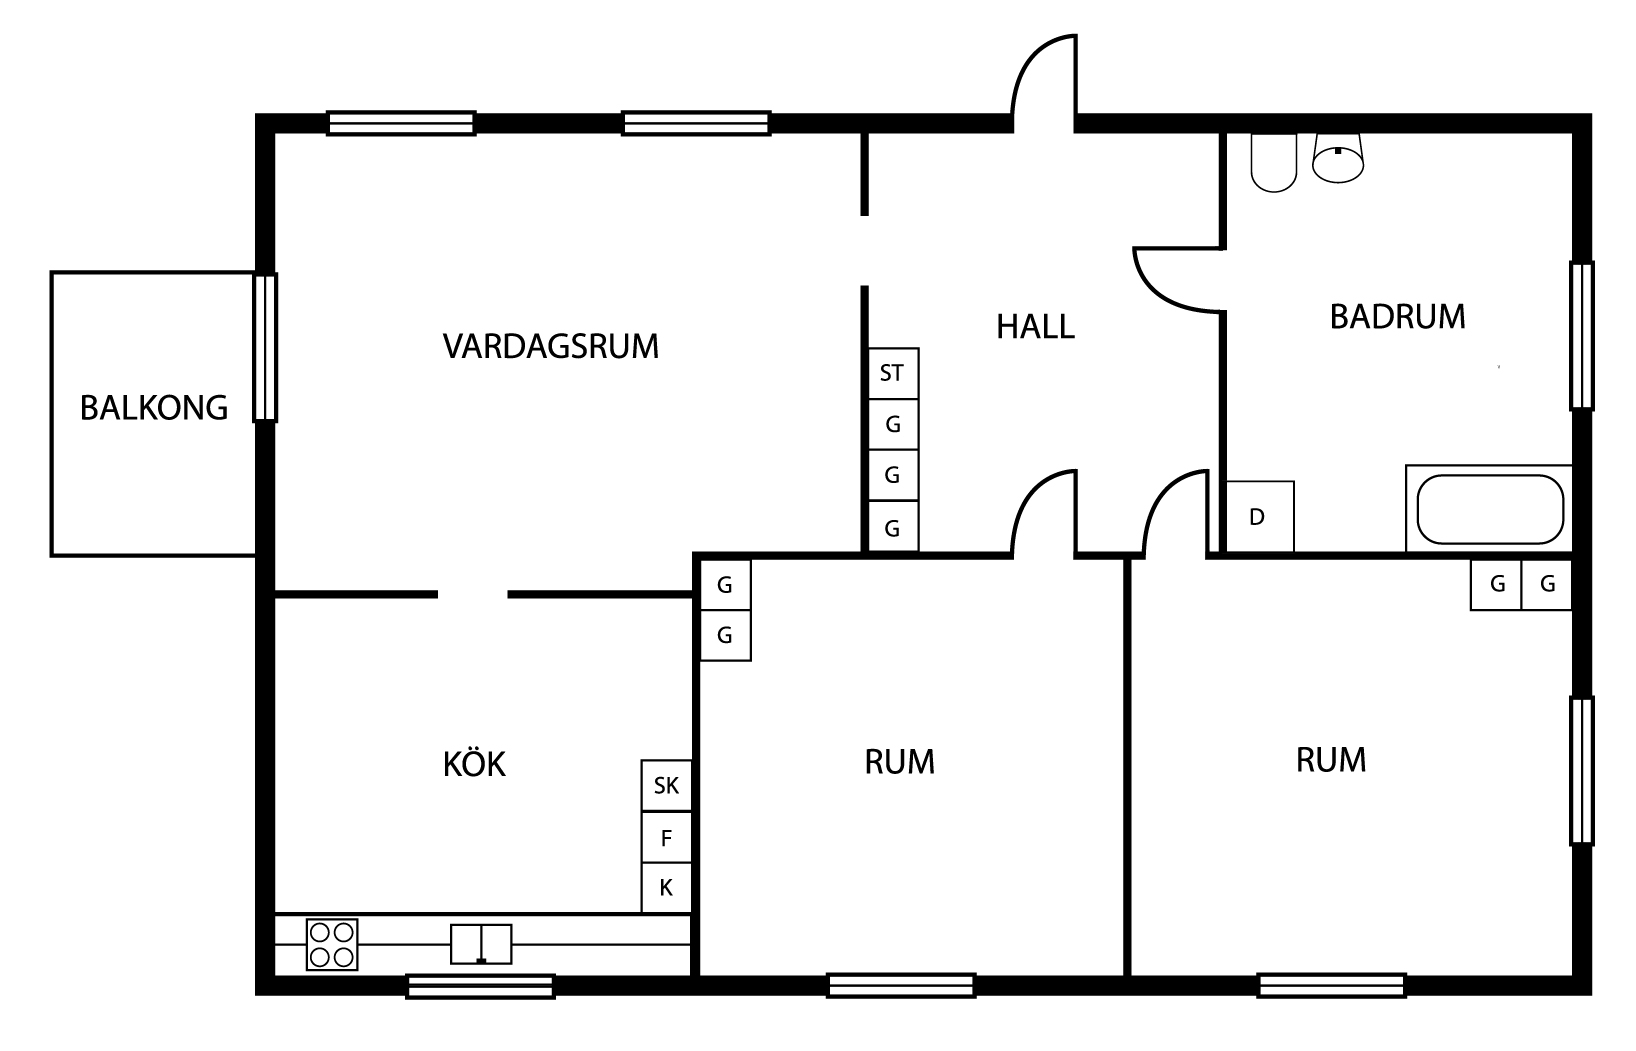 VARDAGSRUM
BALKONG
HALL
BADRUM
ST
G
G
G
D
G
G
G G
KÖK
RUM
RUM
SK
F
K